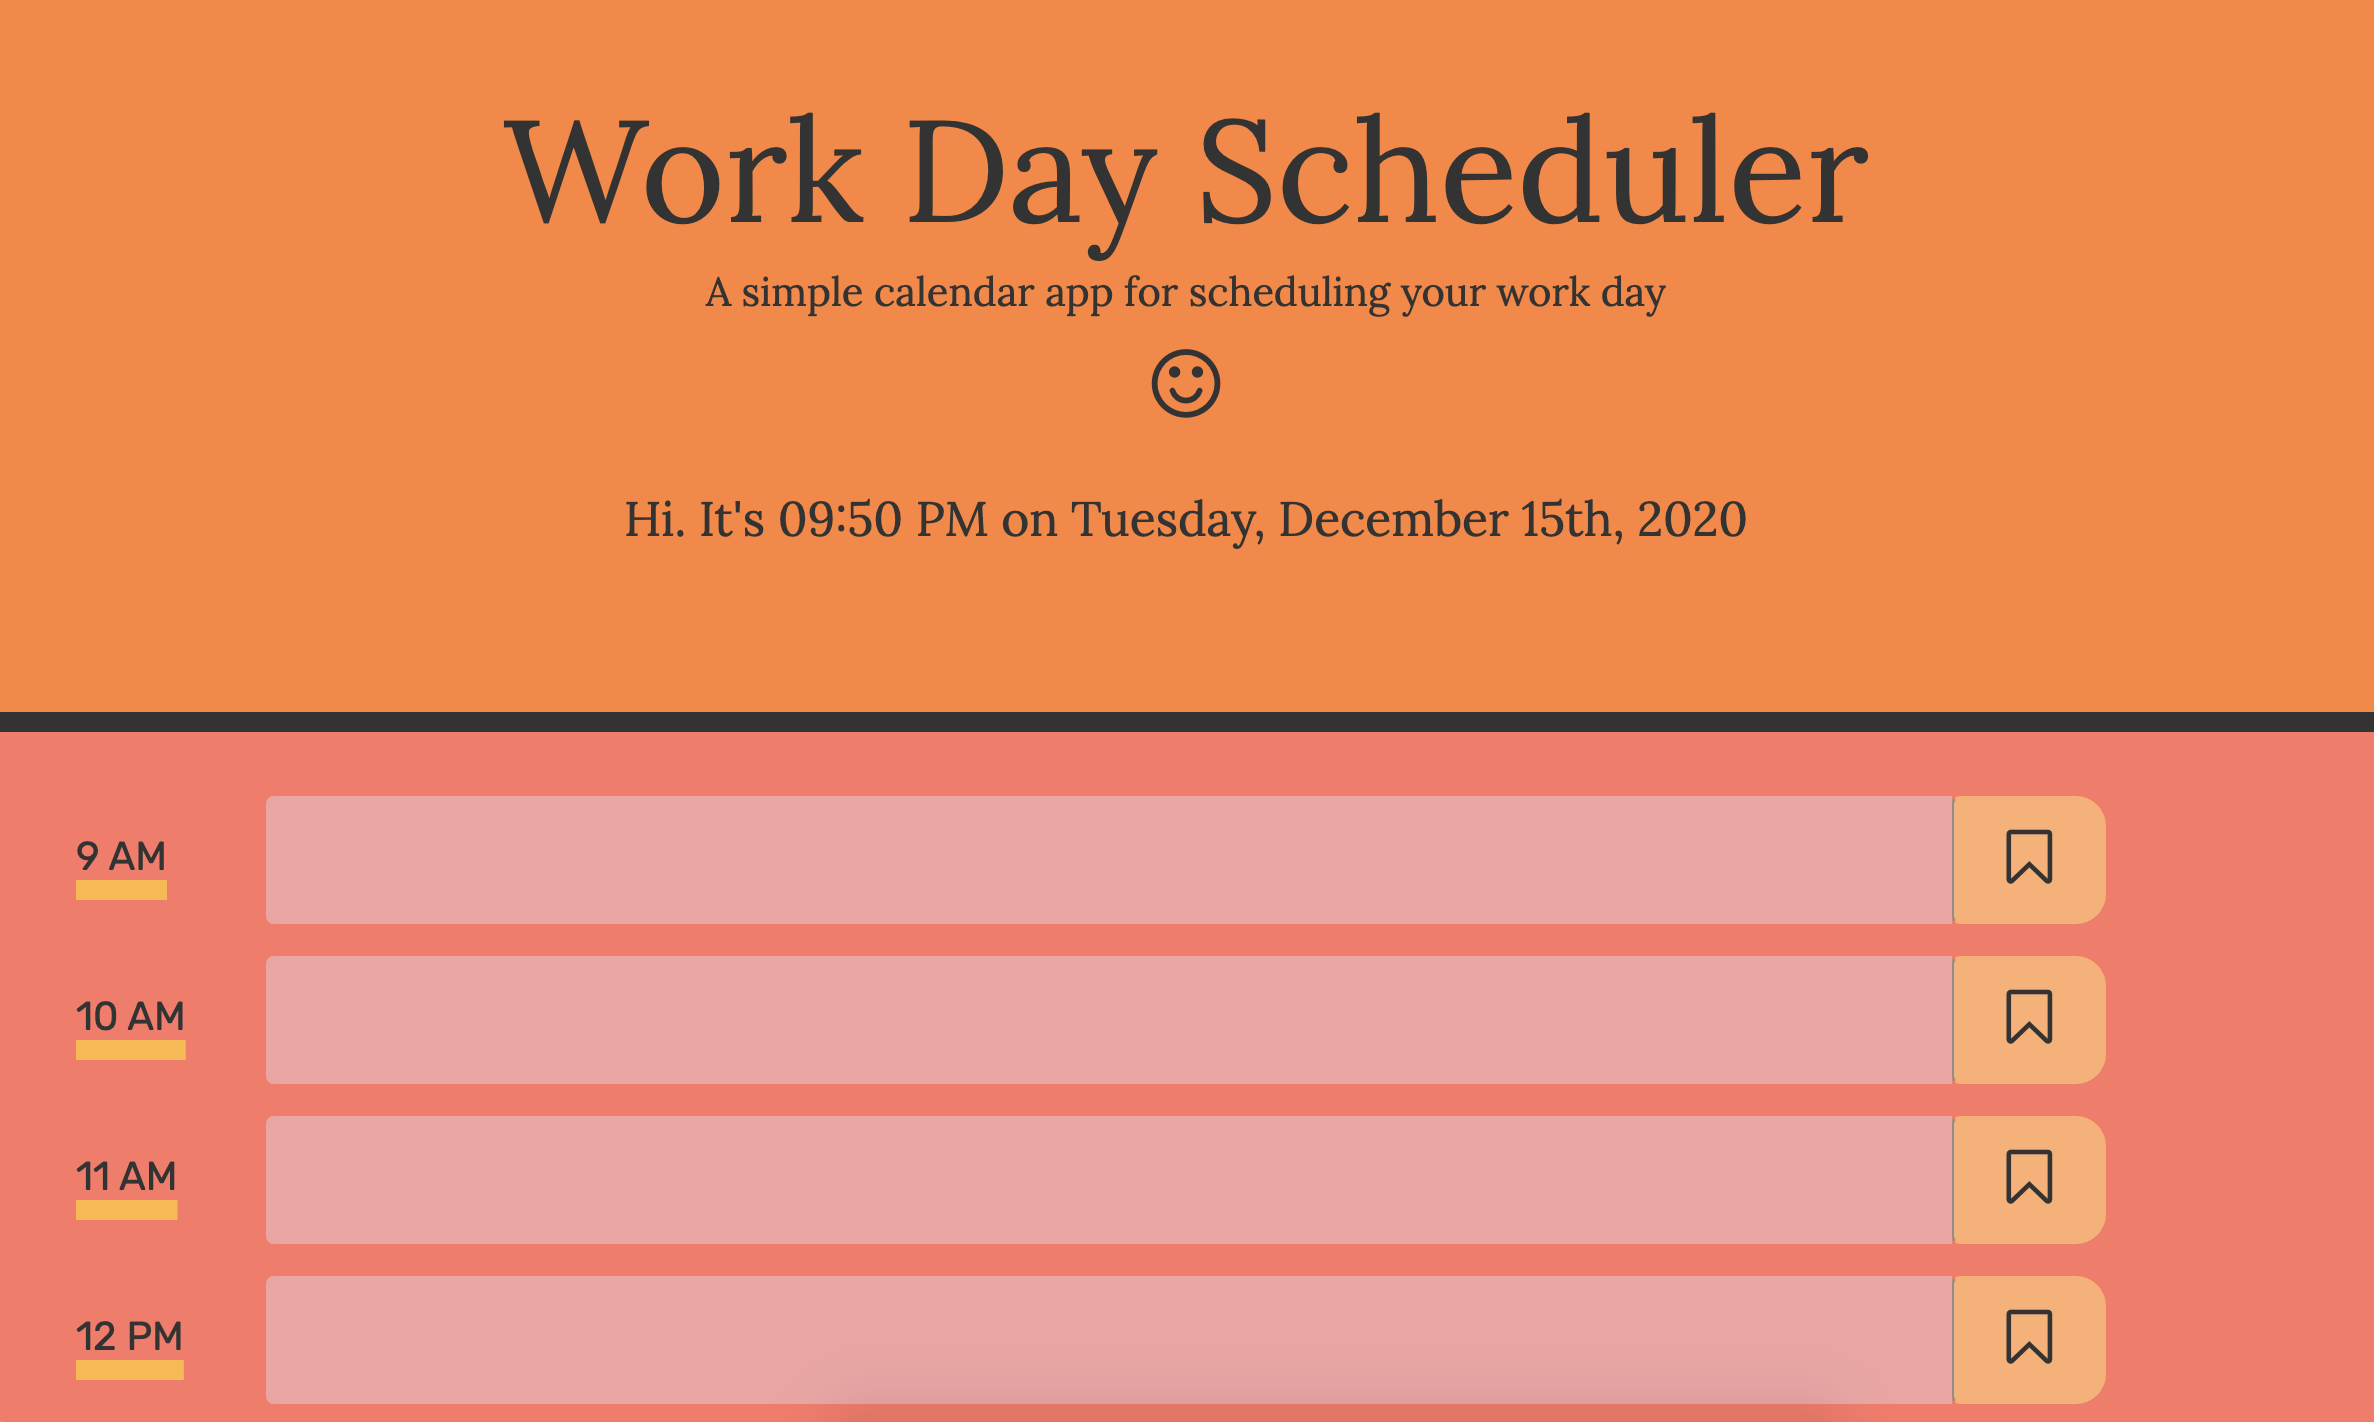 Work Day Scheduler
A simple calendar app for scheduling your work day
Hi. It's 09:50 PM on Tuesday, December 15th, 2020
9 AM
10 AM
11 AM
12 PM